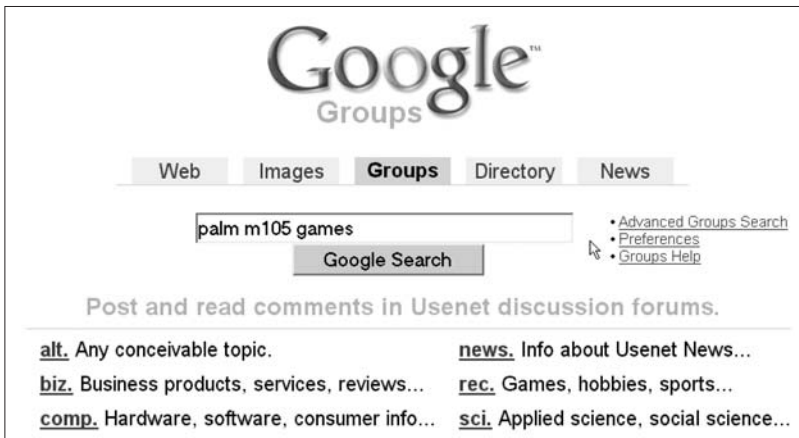 Google™
Groups
Web Images Groups Directory News
palm m105 games
Google Search
• Advanced Groups Search
• Preferences
• Groups Help
Post and read comments in Usenet discussion forums.
alt. Any conceivable topic.
news. Info about Usenet News...
biz. Business products, services, reviews...
rec. Games, hobbies, sports...
comp. Hardware, software, consumer info...
sci. Applied science, social science...